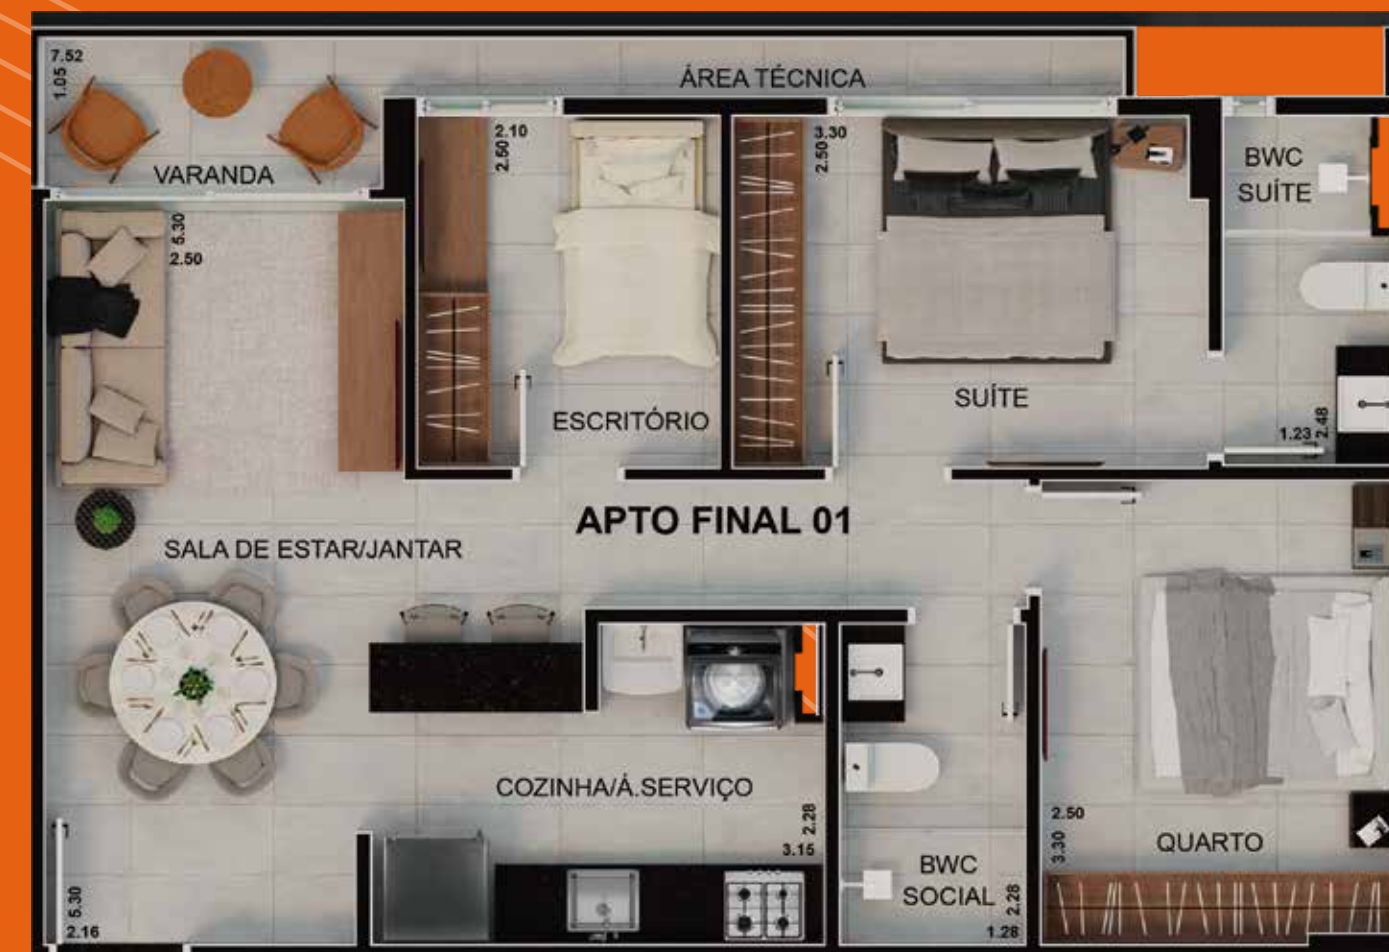 7.52
1.05
ÁREA TÉCNICA
VARANDA
2.10
2.50
3.30
2.50
BWC
SUÍTE
5.30
2.50
ESCRITÓRIO
SUÍTE
1.23
2.48
APTO FINAL 01
SALA DE ESTAR/JANTAR
COZINHA/Á.SERVIÇO
2.28
3.15
2.50
3.30
QUARTO
BWC
SOCIAL
2.28
1.28
5.30
2.16